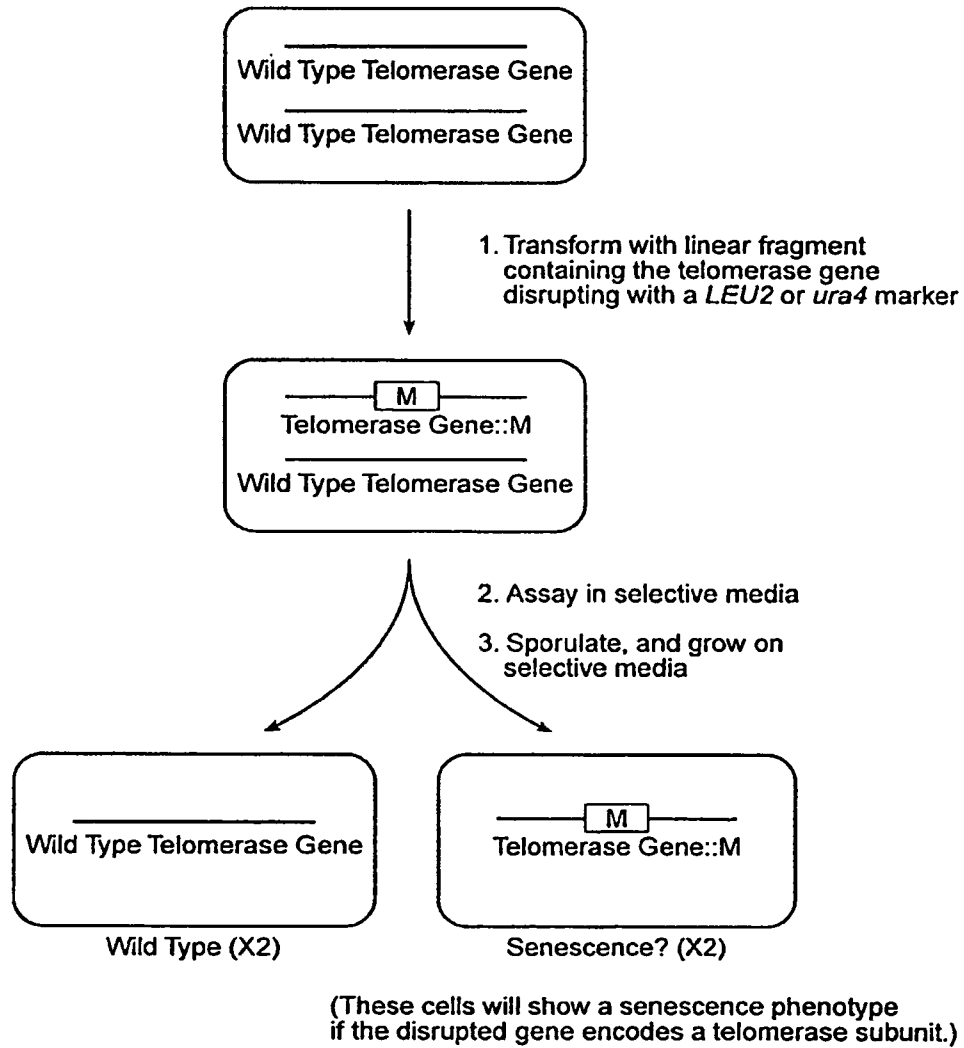 Wild Type Telomerase Gene
Wild Type Telomerase Gene
1. Transform with linear fragment
containing the telomerase gene
disrupting with a LEU2 or ura4 marker
M
Telomerase Gene::M
Wild Type Telomerase Gene
2. Assay in selective media
3. Sporulate, and grow on
selective media
Wild Type Telomerase Gene
Wild Type (X2)
M
Telomerase Gene::M
Senescence? (X2)
(These cells will show a senescence phenotype
if the disrupted gene encodes a telomerase subunit.)